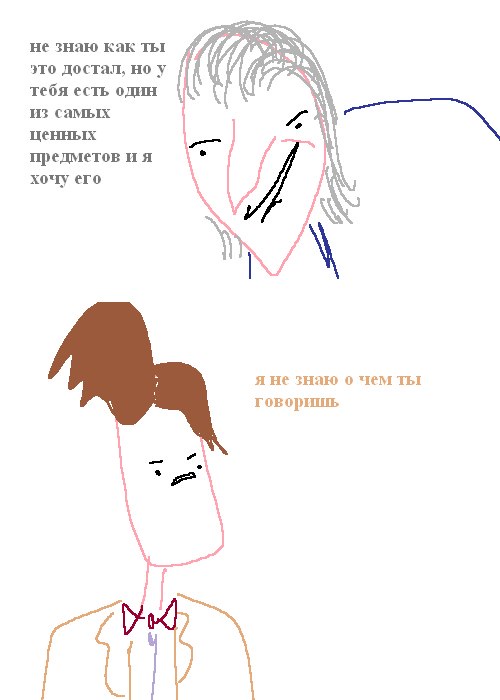 не знаю как ты
это достал, но у
тебя есть один
из самых
ценных
предметов и я
хочу его
я не знаю о чем ты
говоришь